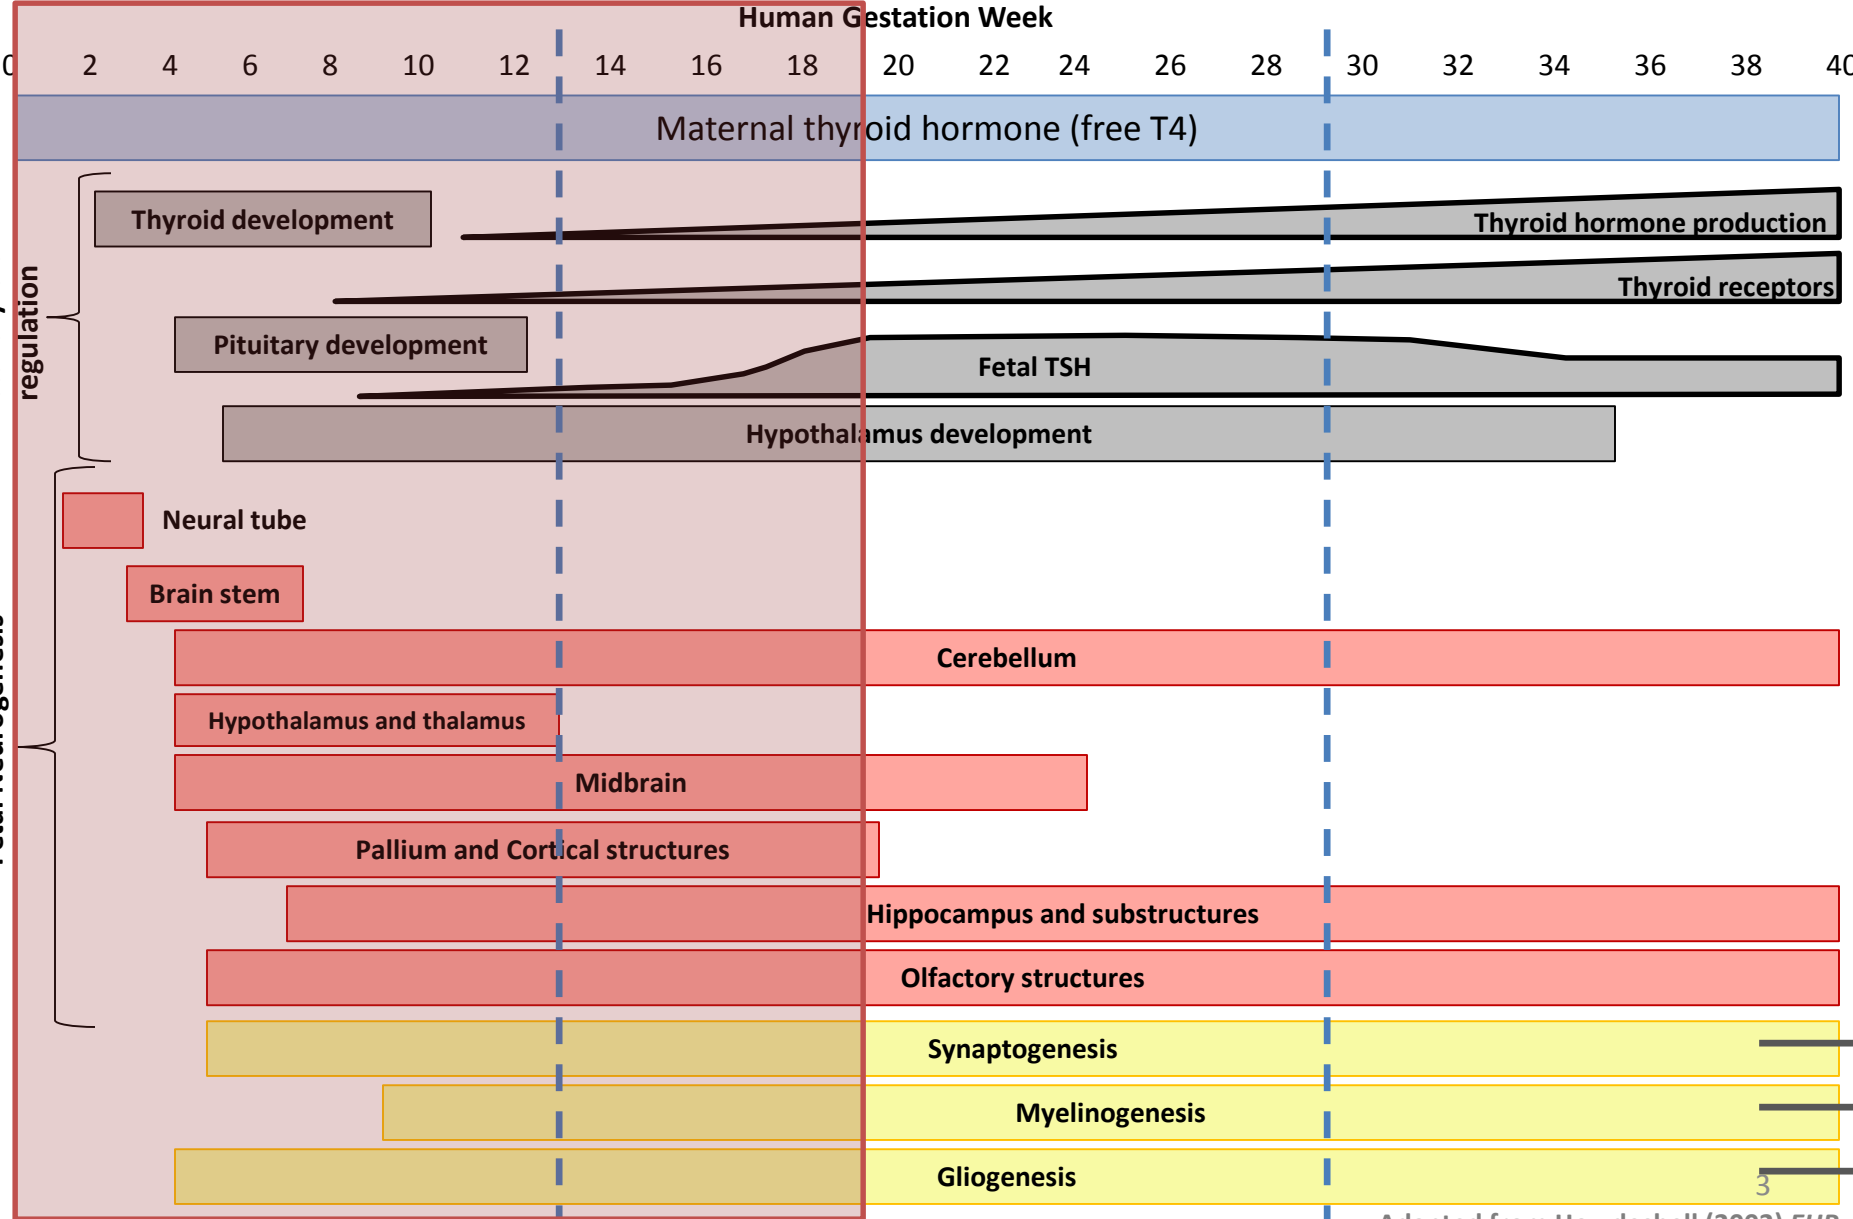 Human Gestation Week
0 2 4 6 8 10 12 14 16 18 20 22 24 26 28 30 32 34 36 38 40
Maternal thyroid hormone (free T4)
Thyroid development
Thyroid hormone production
Thyroid receptors
regulation
Pituitary development
Fetal TSH
Hypothalamus development
Neural tube
Brain stem
Cerebellum
Hypothalamus and thalamus
Midbrain
Pallium and Cortical structures
Hippocampus and substructures
Olfactory structures
Synaptogenesis
Myelinogenesis
Gliogenesis
3